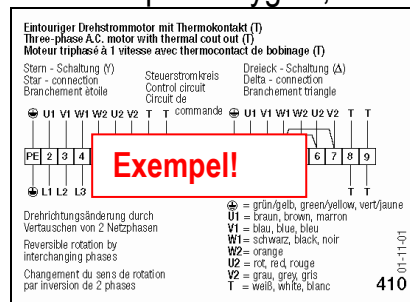 Eintouriger Drehstrommotor mit Thermokontakt (T)
Three-phase A.C. motor with thermal cout out (T)
Moteur triphasé à 1 vitesse avec thermocontact de bobinage (T)
Stern - Schaltung (Y)
Star - connection
Branchement ètoile
Steuerstromkreis
Control circuit
Circuit de
commande
Dreieck - Schaltung (Δ)
Delta - connection
Branchement triangle
U1 V1 W1 W2 U2 V2 T T
U1 V1 W1 W2 U2 V2 T T
PE 2 3 4
6 7 8 9
Exempel!
L1 L2 L3
T T
Drehrichtungsänderung durch
Vertauschen von 2 Netzphasen
Reversible rotation by
interchanging phases
Changement du sens de rotation
par inversion de 2 phases
= grün/gelb, green/yellow, vert/jaune
U1 = braun, brown, marron
V1 = blau, blue, bleu
W1= schwarz, black, noir
W2= orange
U2 = rot, red, rouge
V2 = grau, grey, gris
T = weiß, white, blanc
01-11-01
410